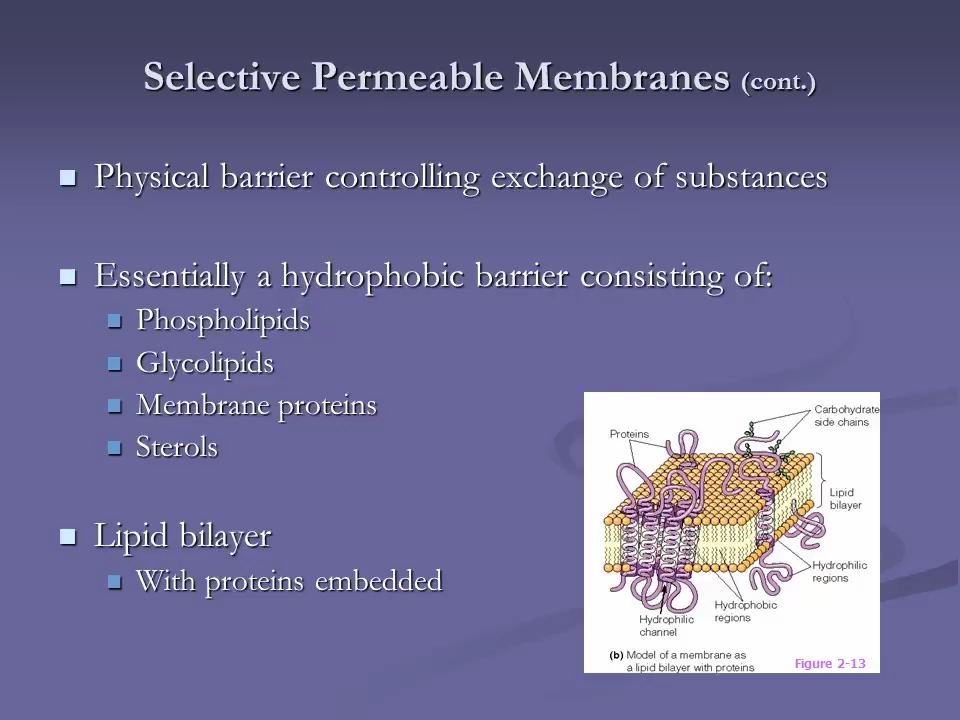 Selective Permeable Membranes (cont.)
Physical barrier controlling exchange of substances
Essentially a hydrophobic barrier consisting of:
Phospholipids
Glycolipids
Membrane proteins
Sterols
Lipid bilayer
With proteins embedded
Carbohydrate
side chains
Proteins
Lipid
bilayer
Hydrophilic
regions
Hydrophobic
regions
Hydrophilic
channel
(b) Model of a membrane as
a lipid bilayer with proteins
Figure 2-13